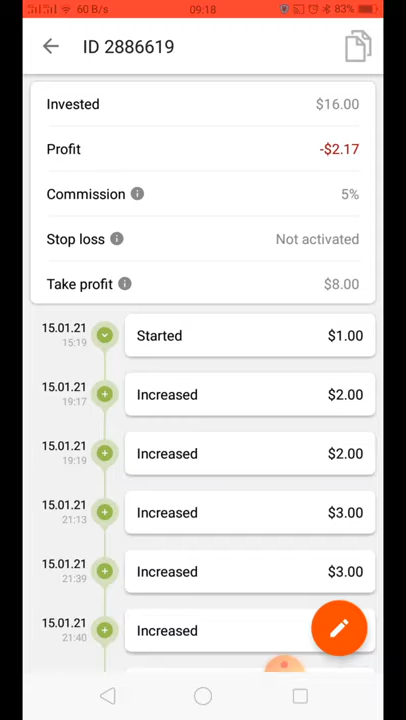 60 B/s
09:18
83%
ID 2886619
Invested $16.00
Profit -$2.17
Commission 5%
Stop loss Not activated
Take profit $8.00
15.01.21
15:19
Started $1.00
15.01.21
19:17
Increased $2.00
15.01.21
19:19
Increased $2.00
15.01.21
21:13
Increased $3.00
15.01.21
21:39
Increased $3.00
15.01.21
21:40
Increased